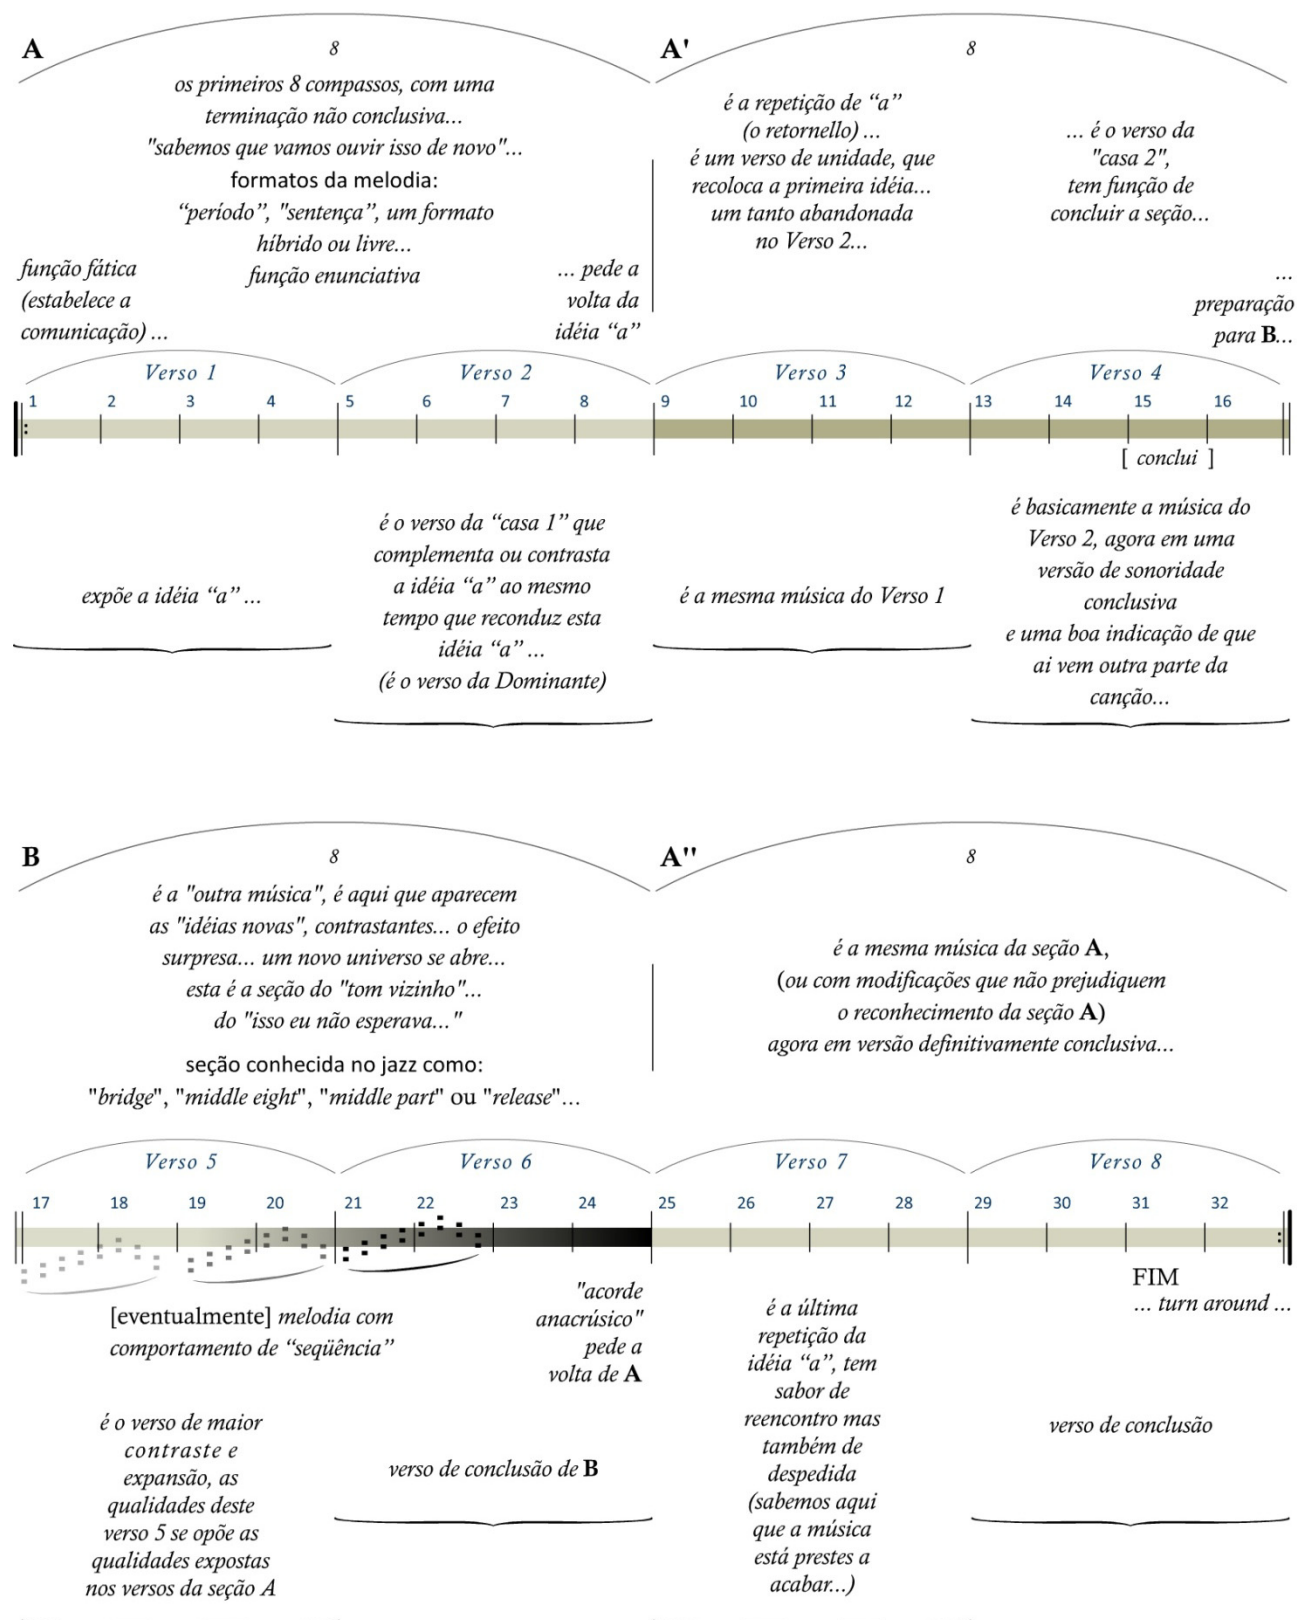 A
8
os primeiros 8 compassos, com uma
terminação não conclusiva...
"sabemos que vamos ouvir isso de novo"...
formatos da melodia:
“período”, "sentença", um formato
híbrido ou livre...
função enunciativa
função fática
(estabelece a
comunicação) ...
... pede a
volta da
idéia “a”
A'
8
é a repetição de “a”
(o retornello) ...
é um verso de unidade, que
recoloca a primeira idéia...
um tanto abandonada
no Verso 2...
... é o verso da
"casa 2",
tem função de
concluir a seção...
...
preparação
para B...
Verso 1
Verso 2
Verso 3
Verso 4
1 2 3 4 5 6 7 8 9 10 11 12 13 14 15 16
[ conclui ]
expõe a idéia “a” ...
é o verso da “casa 1” que
complementa ou contrasta
a idéia “a” ao mesmo
tempo que reconduz esta
idéia “a” ...
(é o verso da Dominante)
é a mesma música do Verso 1
é basicamente a música do
Verso 2, agora em uma
versão de sonoridade
conclusiva
e uma boa indicação de que
ai vem outra parte da
canção...
B
8
é a "outra música", é aqui que aparecem
as "idéias novas", contrastantes... o efeito
surpresa... um novo universo se abre...
esta é a seção do "tom vizinho"...
do "isso eu não esperava..."
seção conhecida no jazz como:
"bridge", "middle eight", "middle part" ou "release"...
A''
8
é a mesma música da seção A,
(ou com modificações que não prejudiquem
o reconhecimento da seção A)
agora em versão definitivamente conclusiva...
Verso 5
Verso 6
Verso 7
Verso 8
17 18 19 20 21 22 23 24 25 26 27 28 29 30 31 32
[eventualmente] melodia com
comportamento de “seqüência”
"acorde
anacrúsico"
pede a
volta de A
FIM
... turn around ...
é o verso de maior
contraste e
expansão, as
qualidades deste
verso 5 se opõe as
qualidades expostas
nos versos da seção A
verso de conclusão de B
é a última
repetição da
idéia “a”, tem
sabor de
reencontro mas
também de
despedida
(sabemos aqui
que a música
está prestes a
acabar...)
verso de conclusão